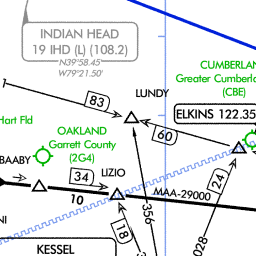 INDIAN HEAD
19 IHD (L) (108.2)
N39°58.45'
W79°21.50'
CUMBERLAN
Greater Cumberla
(CBE)
LUNDY
83
ELKINS 122.35
Hart Fld
OAKLAND
Garrett County
(2G4)
60
BAABY
LIZIO
34
24
MAA-29000
10
356
NI
18
028
KESSEL